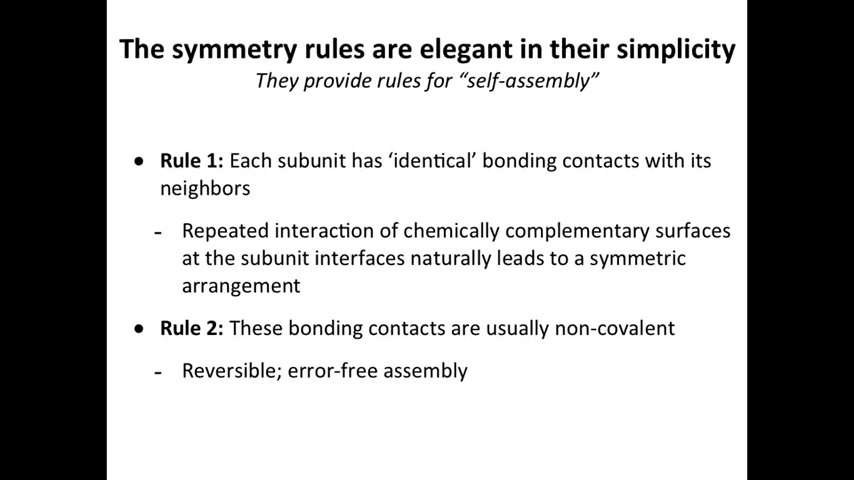 The symmetry rules are elegant in their simplicity
They provide rules for “self-assembly”
● Rule 1: Each subunit has ‘identical’ bonding contacts with its
neighbors
- Repeated interaction of chemically complementary surfaces
at the subunit interfaces naturally leads to a symmetric
arrangement
● Rule 2: These bonding contacts are usually non-covalent
- Reversible; error-free assembly